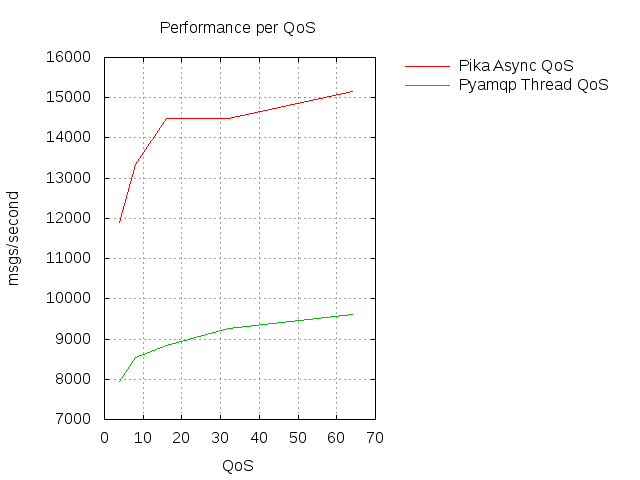 Performance per QoS
16000
15000
14000
13000
12000
11000
10000
9000
8000
7000
msgs/second
0 10 20 30 40 50 60 70
QoS
Pika Async QoS
Pyamqp Thread QoS